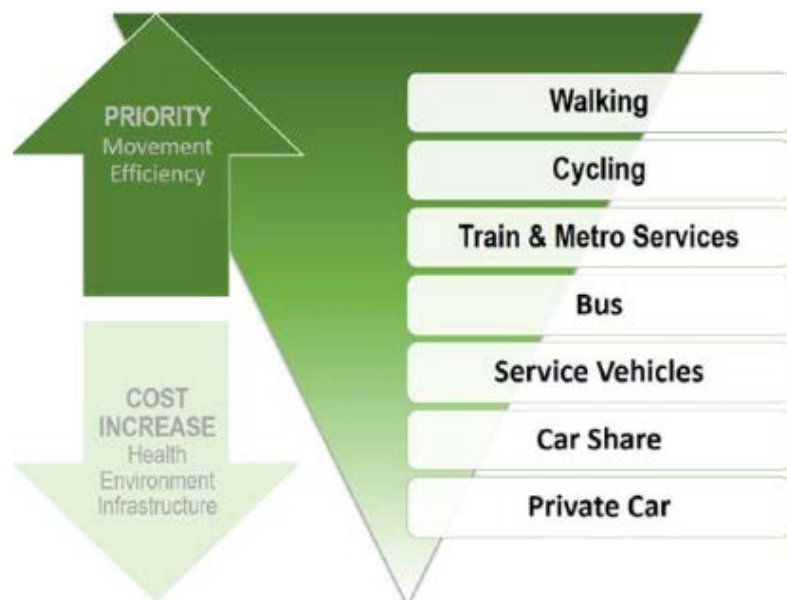 PRIORITY
Movement
Efficiency
COST
INCREASE
Health
Environment
Infrastructure
Walking
Cycling
Train & Metro Services
Bus
Service Vehicles
Car Share
Private Car